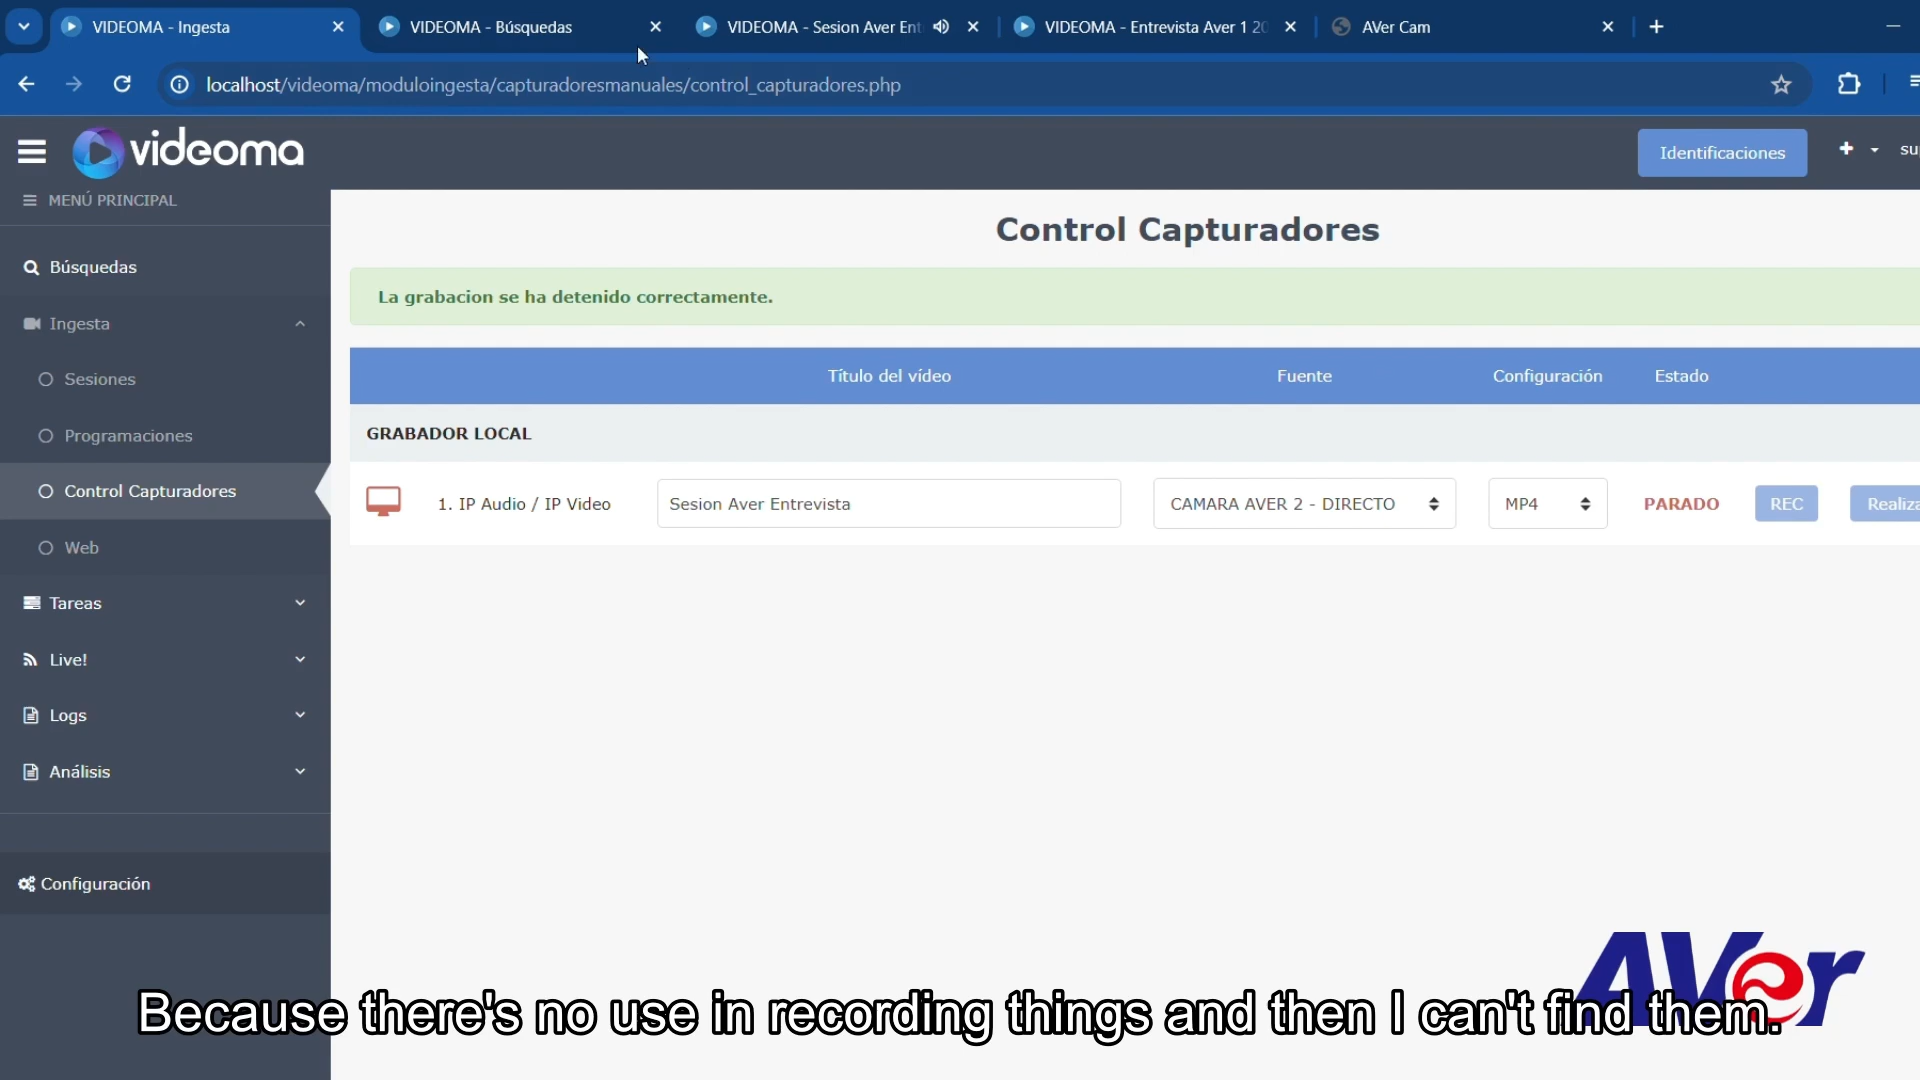 VIDEOMA - Ingesta
VIDEOMA - Búsquedas
VIDEOMA - Sesion Aver Ent
VIDEOMA - Entrevista Aver 1 20
AVer Cam
localhost/videoma/moduloingesta/capturadoresmanuales/control_capturadores.php
videoma
Identificaciones
su
MENÚ PRINCIPAL
Búsquedas
Ingesta
Sesiones
Programaciones
Control Capturadores
Web
Tareas
Live!
Logs
Análisis
Configuración
Control Capturadores
La grabacion se ha detenido correctamente.
Título del vídeo
Fuente
Configuración
Estado
GRABADOR LOCAL
1. IP Audio / IP Video
Sesion Aver Entrevista
CAMARA AVER 2 - DIRECTO
MP4
PARADO
REC
Realiza
AVer
Because there's no use in recording things and then I can't find them.